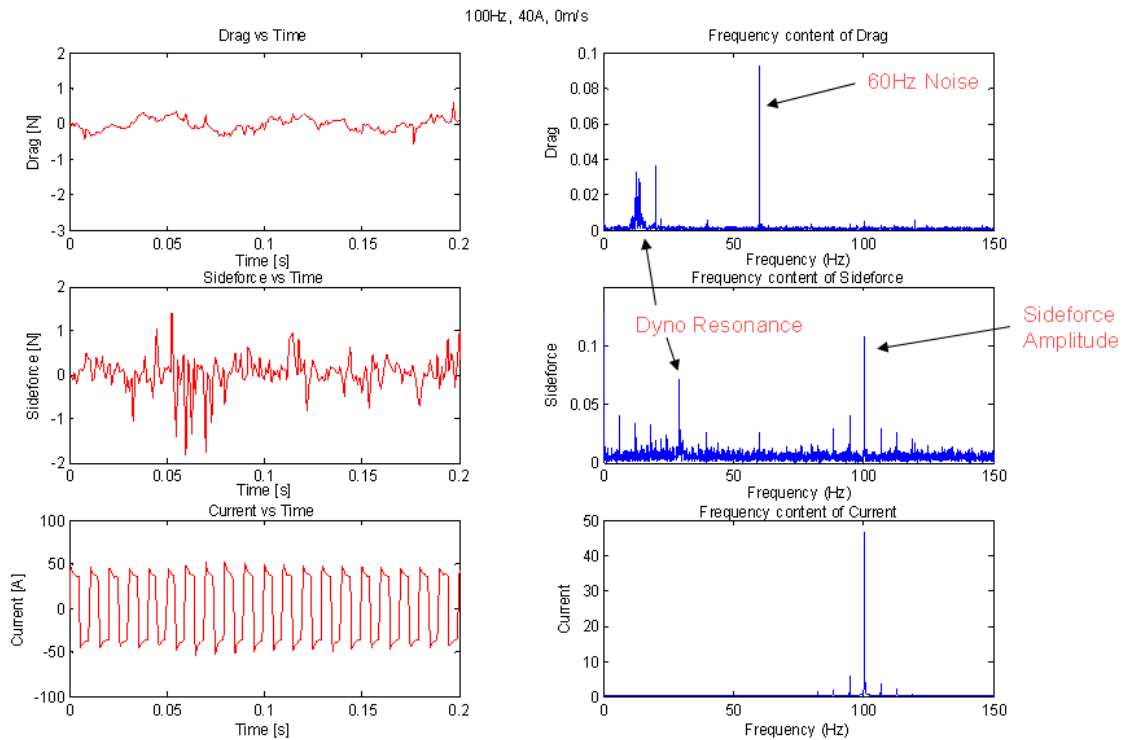 100Hz, 40A, 0m/s
Drag vs Time
2
1
0
-1
-2
-3
Drag [N]
0
0.05
0.1
0.15
0.2
Time [s]
Frequency content of Drag
0.1
0.08
0.06
0.04
0.02
0
Drag
60Hz Noise
0
50
100
150
Frequency (Hz)
Sideforce vs Time
2
1
0
-1
-2
Sideforce [N]
0
0.05
0.1
0.15
0.2
Time [s]
Frequency content of Sideforce
Dyno Resonance
Sideforce
Amplitude
0.1
0.05
0
Sideforce
0
50
100
150
Frequency (Hz)
Current vs Time
100
50
0
-50
-100
Current [A]
0
0.05
0.1
0.15
0.2
Time [s]
Frequency content of Current
50
40
30
20
10
0
Current
0
50
100
150
Frequency (Hz)